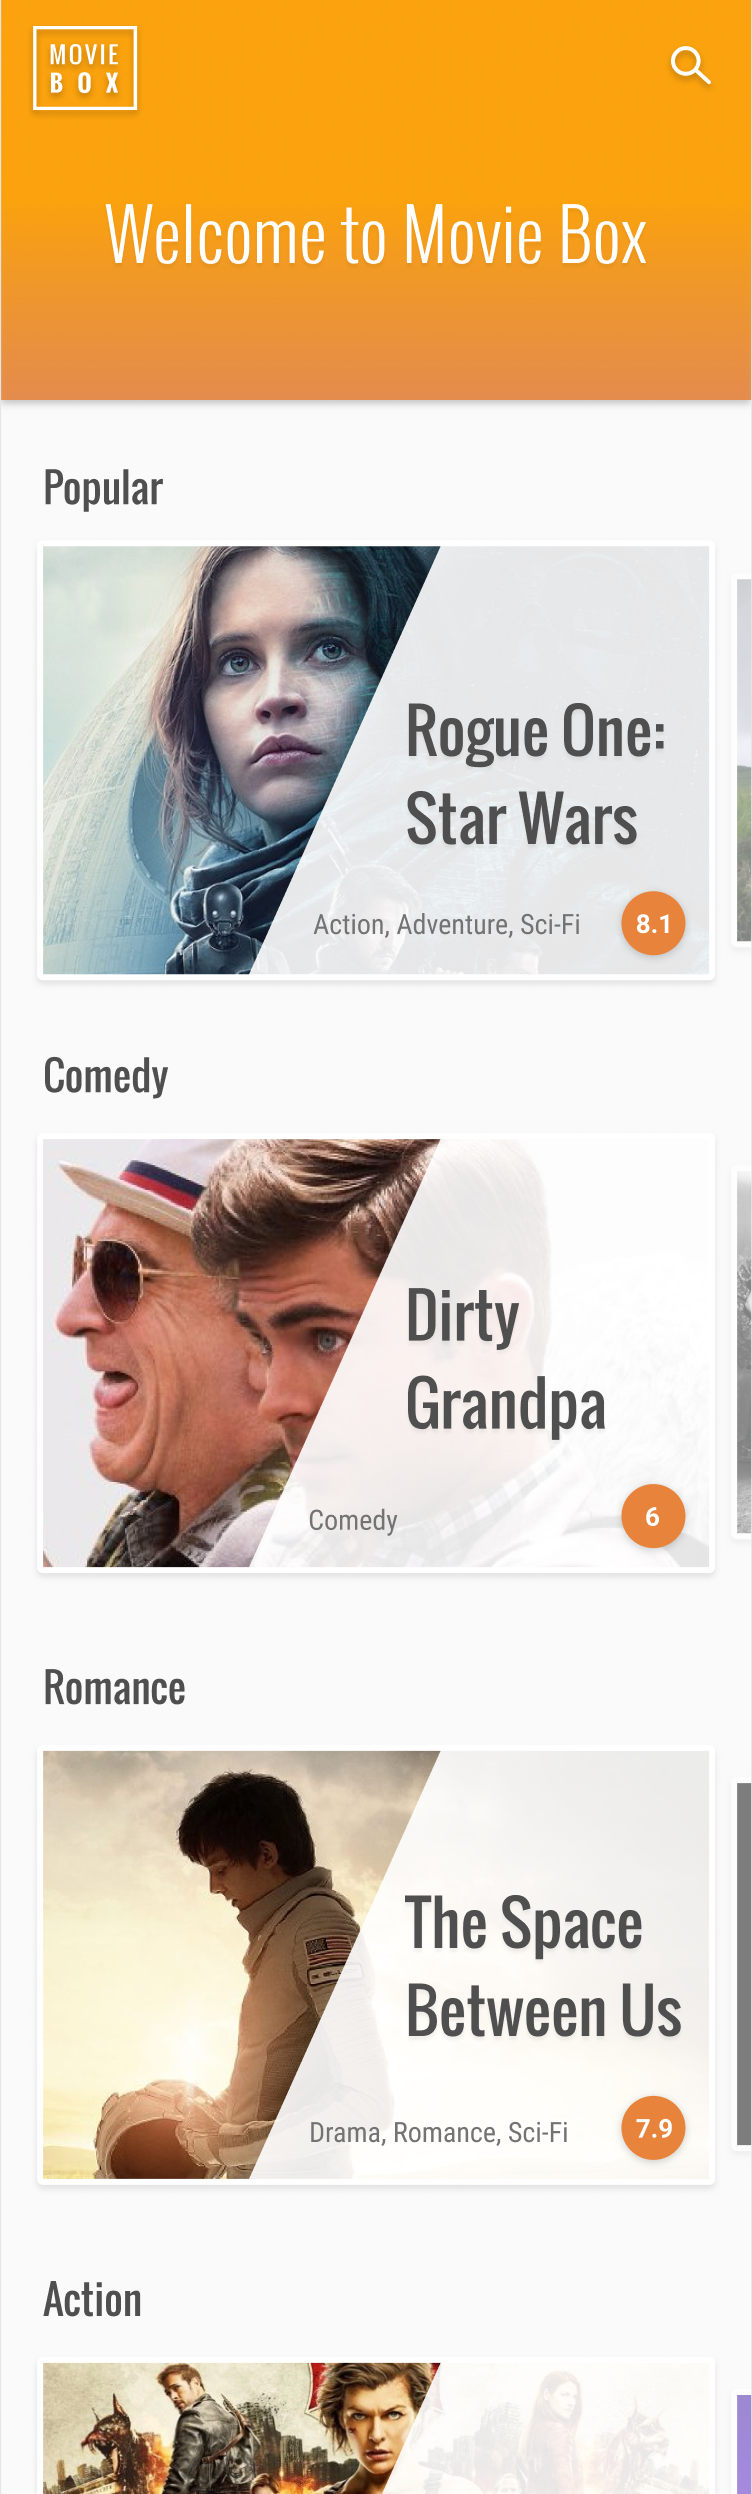 MOVIE
BOX
Welcome to Movie Box
Popular
Rogue One:
Star Wars
Action, Adventure, Sci-Fi
8.1
Comedy
Dirty
Grandpa
Comedy
6
Romance
The Space
Between Us
Drama, Romance, Sci-Fi
7.9
Action